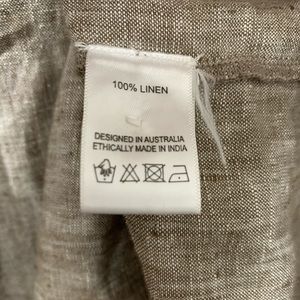 100% LINEN
DESIGNED IN AUSTRALIA
ETHICALLY MADE IN INDIA